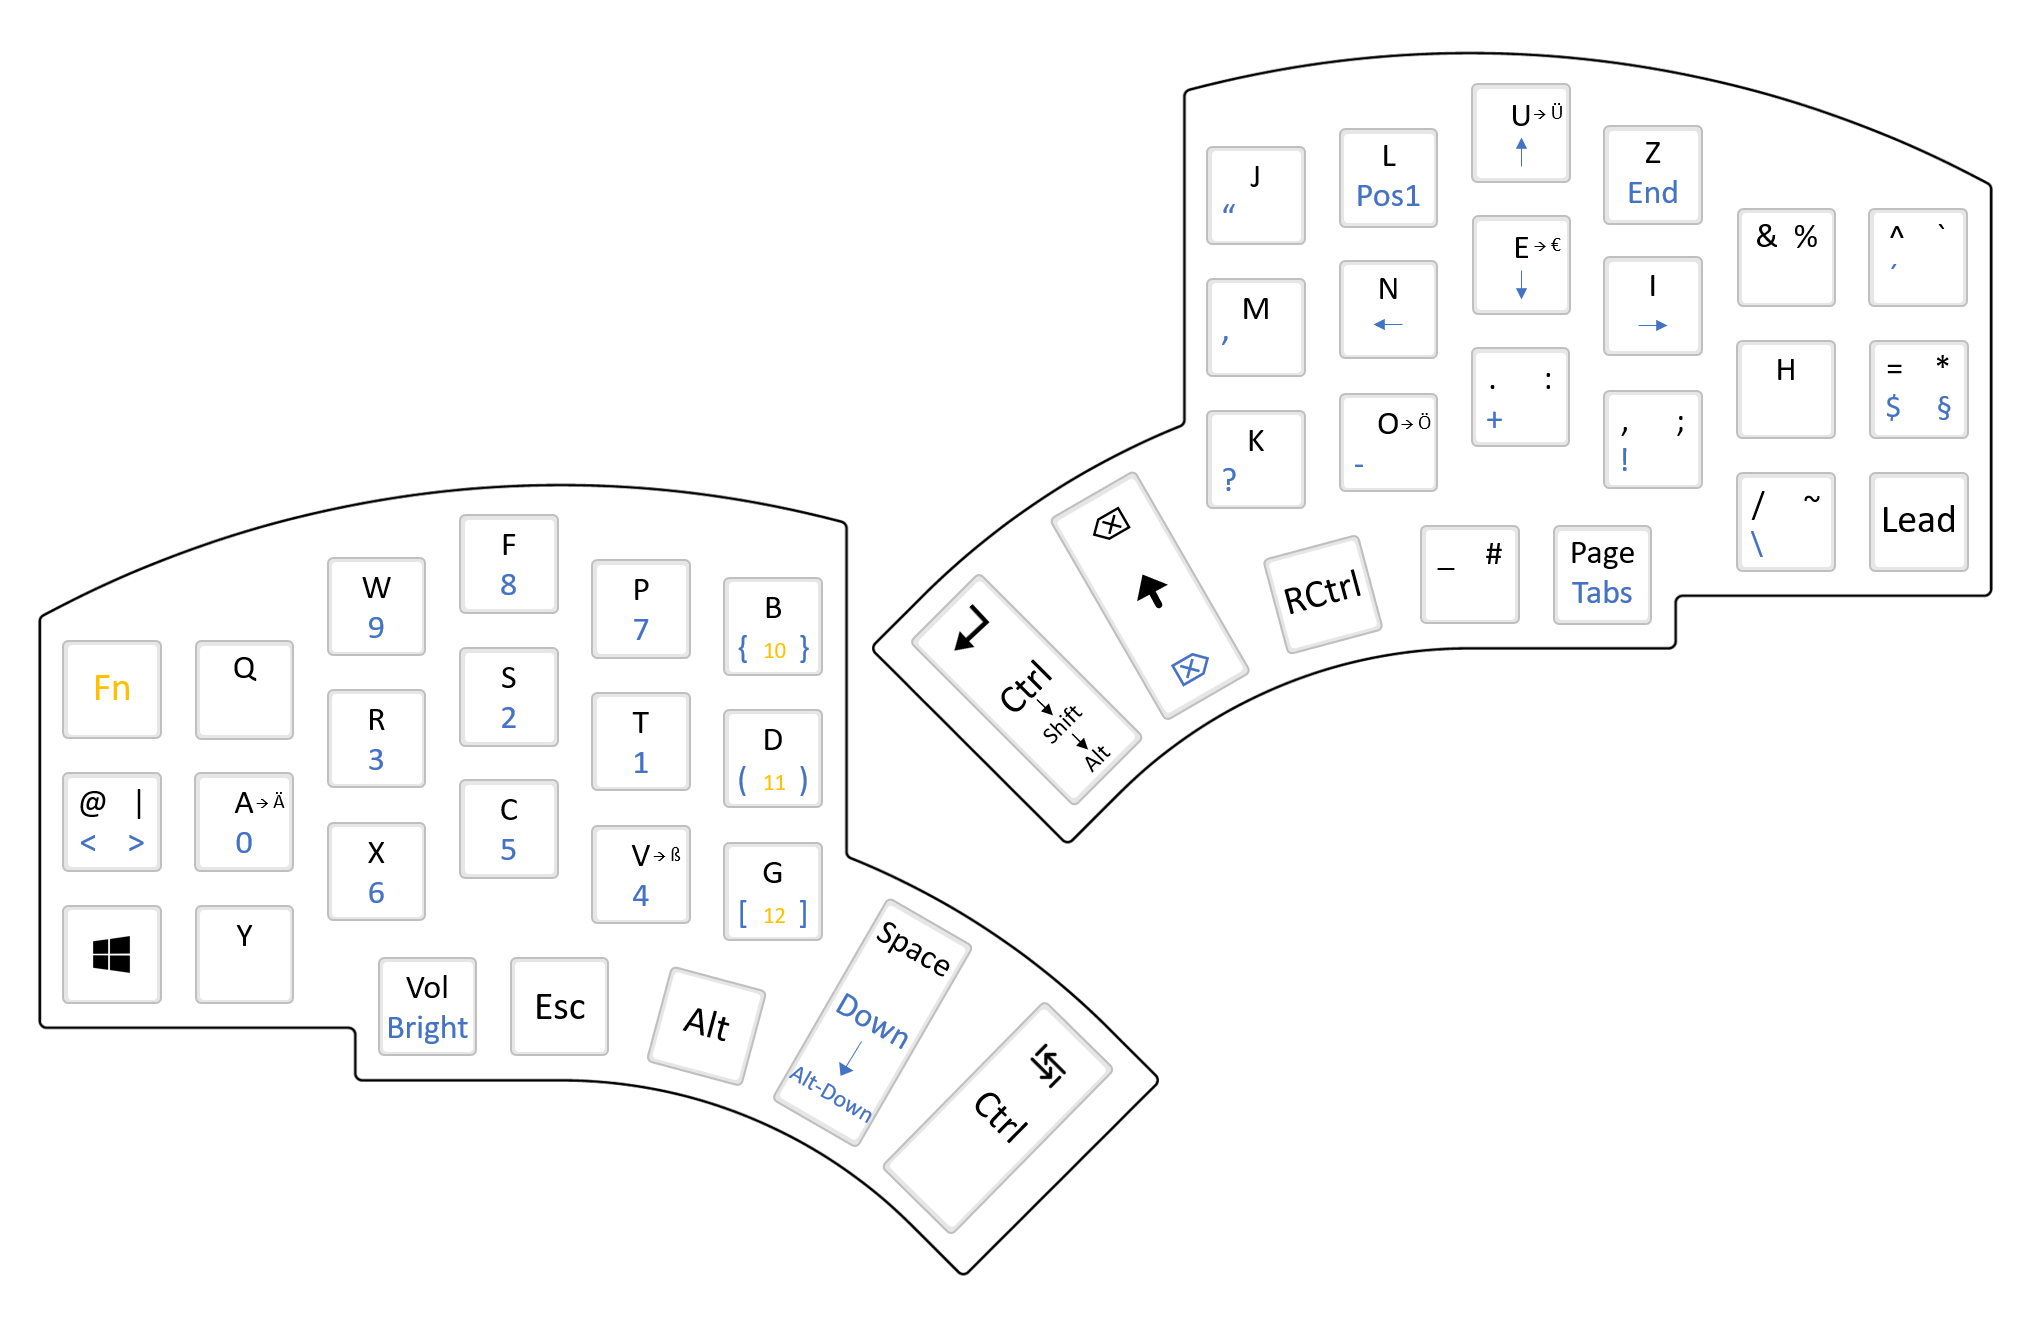 J
“
L
Pos1
U→Ü
↑
Z
End
& %
^ `
´
M
,
N
←
E→€
↓
I
→
H
= *
$ §
K
?
O→Ö
-
. :
+
, ;
!
/ ~
\
Lead
RCtrl
_ #
Page
Tabs
Ctrl
Shift
Alt
Fn
Q
W
9
F
8
P
7
B
{ 10 }
@ |
< >
A→Ä
0
R
3
S
2
T
1
D
( 11 )
Y
X
6
C
5
V→ß
4
G
[ 12 ]
Vol
Bright
Esc
Alt
Space
Down
Alt-Down
Ctrl